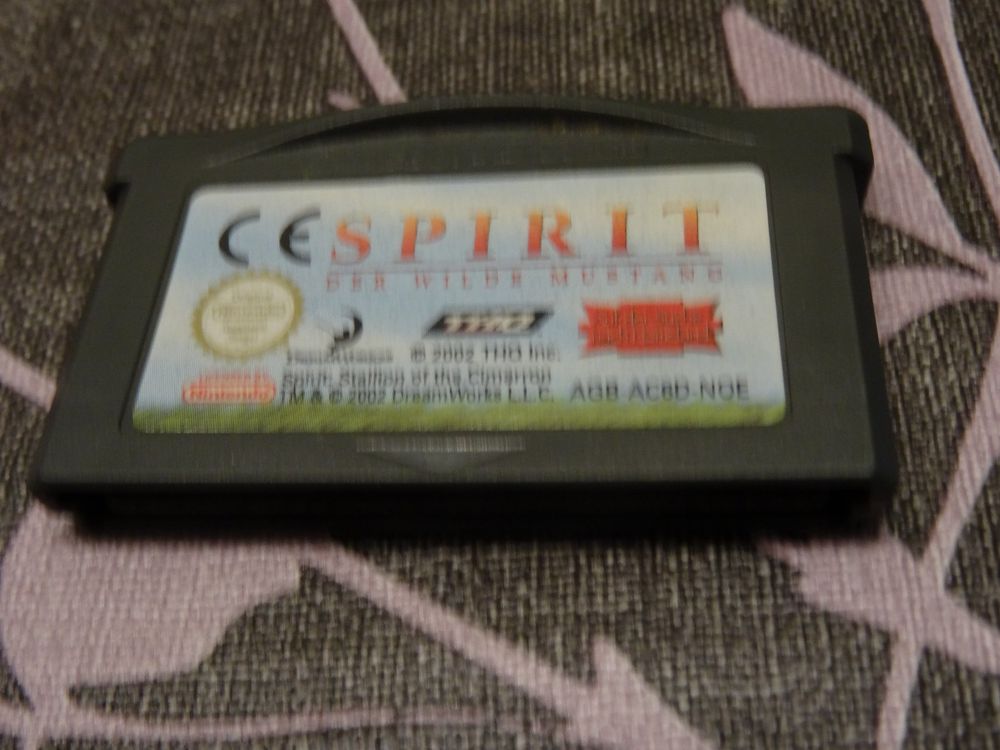 CE SPIRIT
DER WILDE MUSTANG
THQ
© 2002 THQ Inc.
Spirit: Stallion of the Cimarron
Nintendo
TM & © 2002 DreamWorks L.L.C. AGB-AC6D-NOE